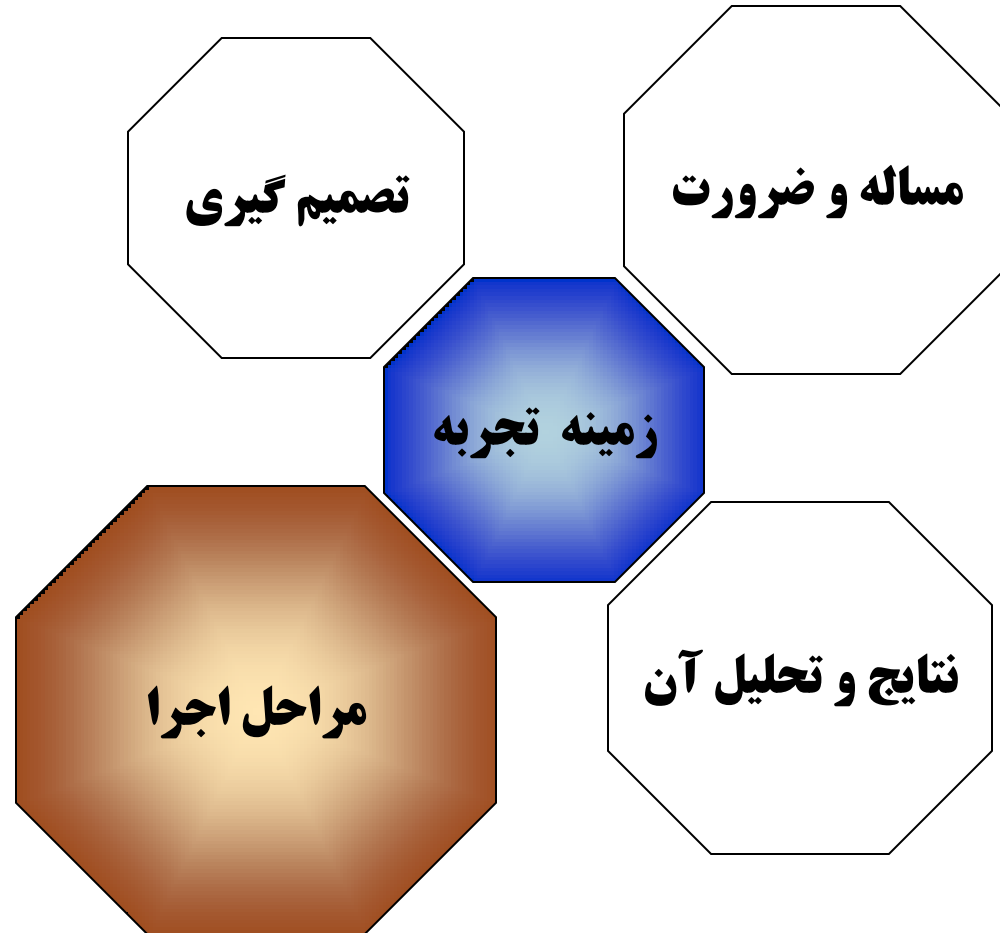 مساله و ضرورت
تصمیم گیری
زمینه تجربه
نتایج و تحلیل آن
مراحل اجرا